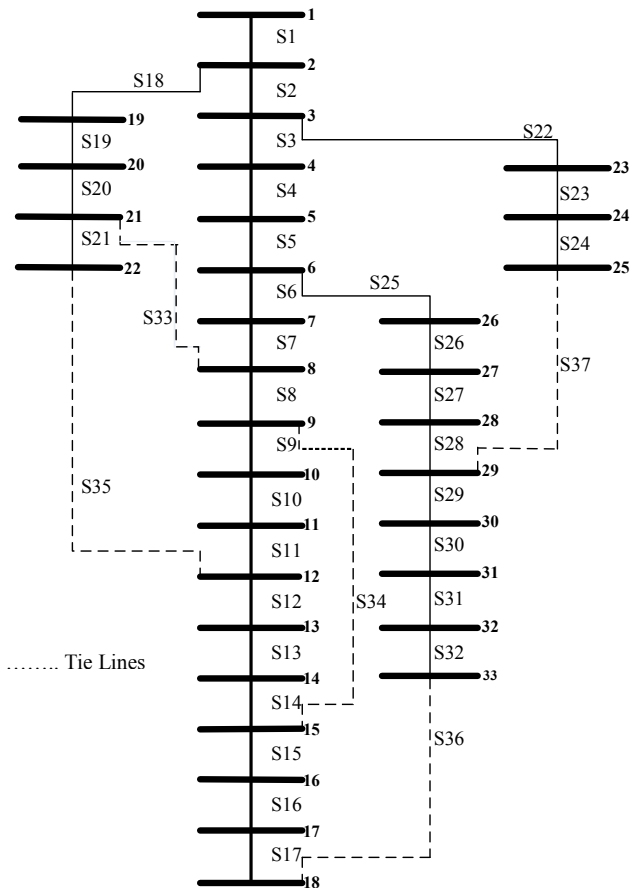 1
S1
2
S18
S2
3
19
S3
S22
S19
20
4
23
S20
S4
S23
21
5
24
S21
S5
S24
22
6
25
S6
S25
S33
7
26
S7
S26
S37
8
27
S8
S27
9
28
S9
S28
S35
10
29
S10
S29
11
30
S11
S30
12
31
S12
S34
S31
13
32
...….. Tie Lines
S13
S32
14
33
S14
15
S36
S15
16
S16
17
S17
18